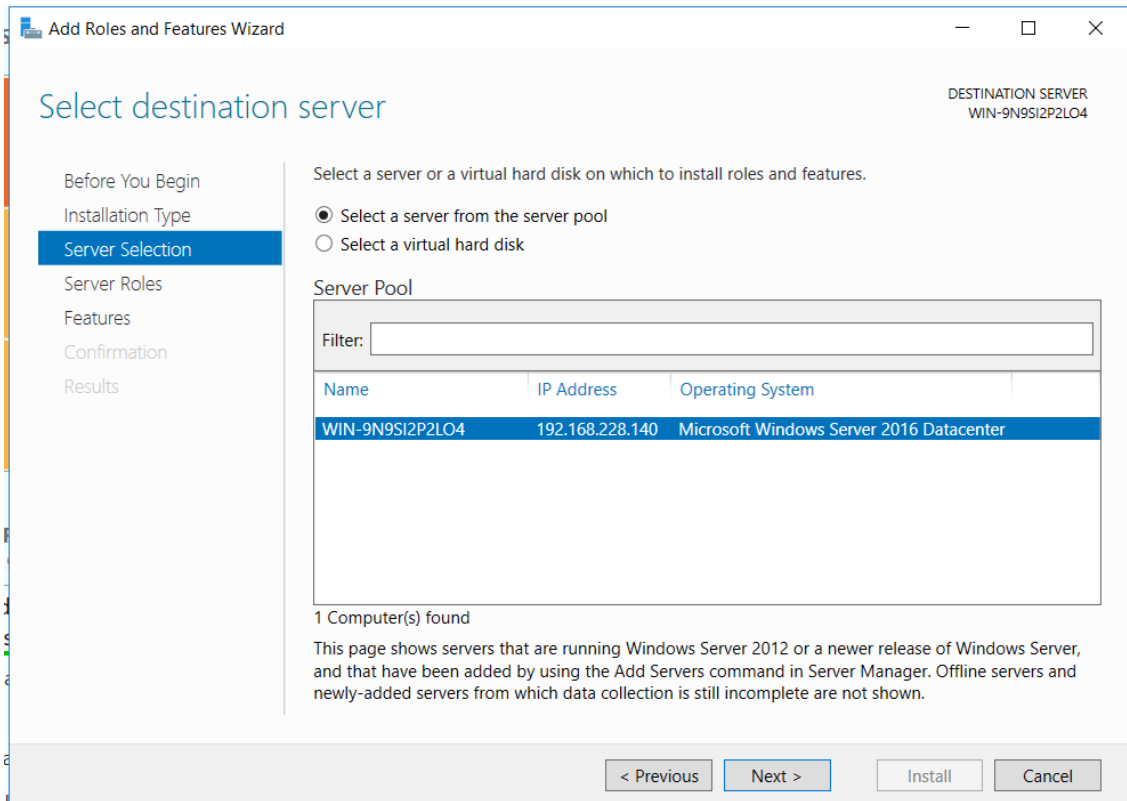 Add Roles and Features Wizard
Select destination server
DESTINATION SERVER
WIN-9N9SI2P2LO4
Before You Begin
Installation Type
Server Selection
Server Roles
Features
Confirmation
Results
Select a server or a virtual hard disk on which to install roles and features.
Select a server from the server pool
Select a virtual hard disk
Server Pool
Filter:
Name IP Address Operating System
WIN-9N9SI2P2LO4 192.168.228.140 Microsoft Windows Server 2016 Datacenter
1 Computer(s) found
This page shows servers that are running Windows Server 2012 or a newer release of Windows Server,
and that have been added by using the Add Servers command in Server Manager. Offline servers and
newly-added servers from which data collection is still incomplete are not shown.
< Previous Next > Install Cancel